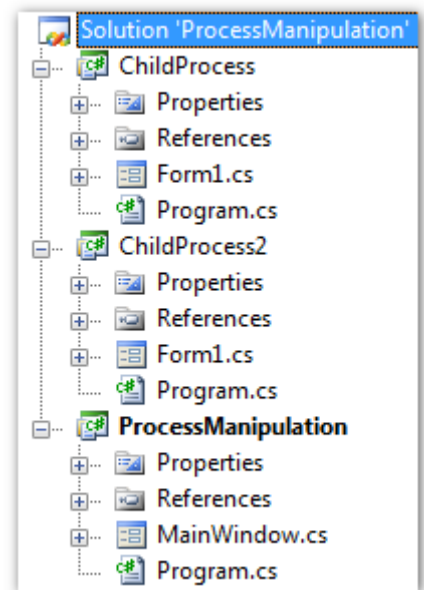 Solution 'ProcessManipulation'
ChildProcess
Properties
References
Form1.cs
Program.cs
ChildProcess2
Properties
References
Form1.cs
Program.cs
ProcessManipulation
Properties
References
MainWindow.cs
Program.cs